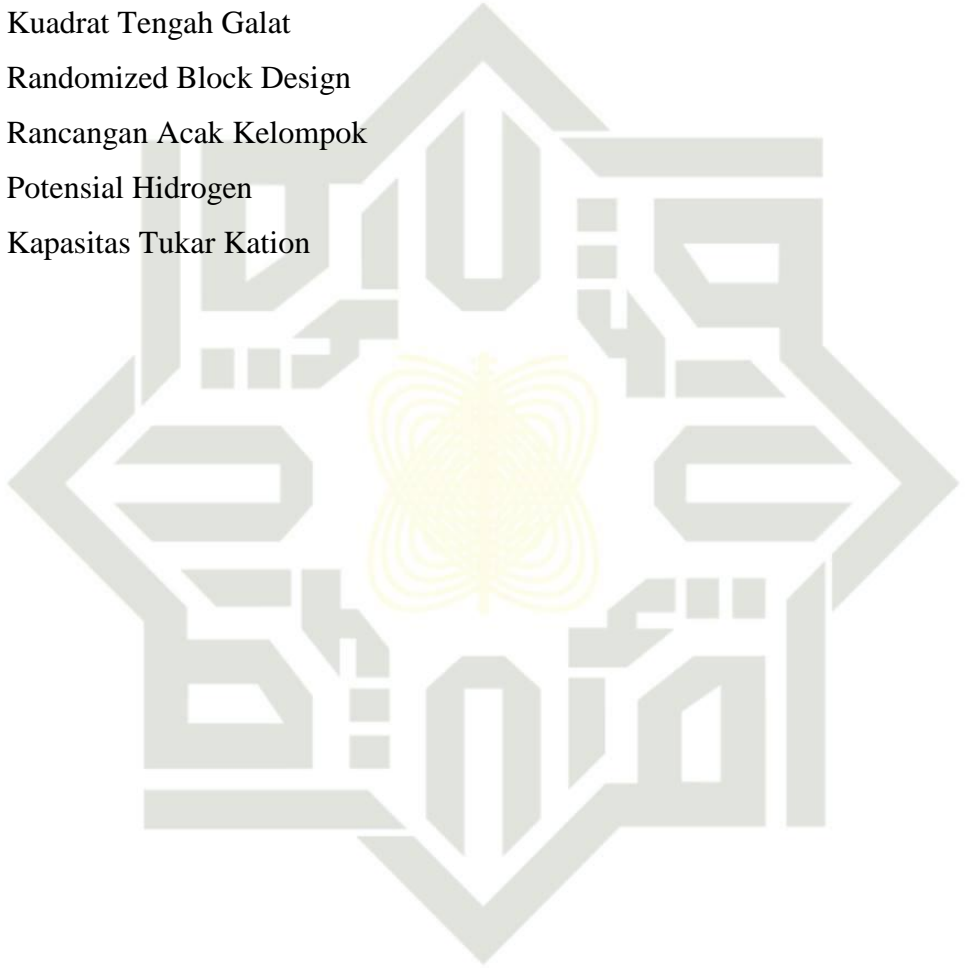 Kuadrat Tengah Galat
Randomized Block Design
Rancangan Acak Kelompok
Potensial Hidrogen
Kapasitas Tukar Kation